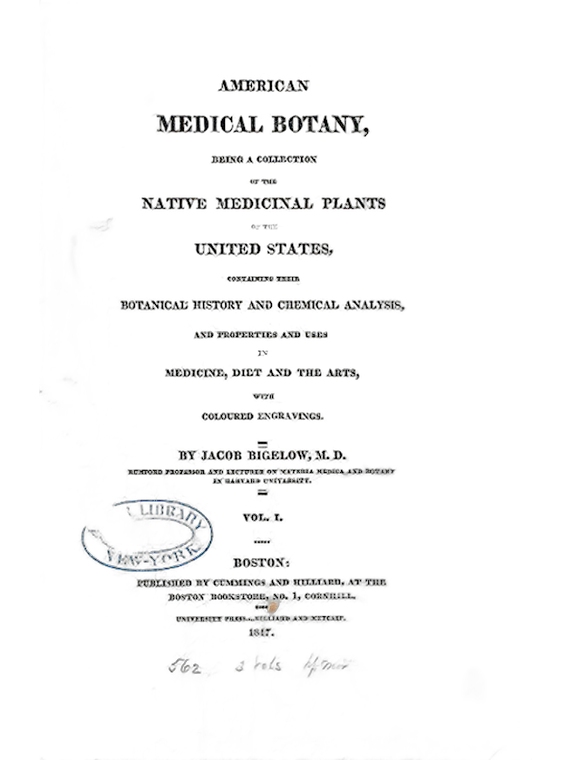 AMERICAN
MEDICAL BOTANY,
BEING A COLLECTION
OF THE
NATIVE MEDICINAL PLANTS
OF THE
UNITED STATES,
CONTAINING THEIR
BOTANICAL HISTORY AND CHEMICAL ANALYSIS,
AND PROPERTIES AND USES
IN
MEDICINE, DIET AND THE ARTS,
WITH
COLOURED ENGRAVINGS.
BY JACOB BIGELOW, M. D.
RUMFORD PROFESSOR AND LECTURER ON MATERIA MEDICA AND BOTANY
IN HARVARD UNIVERSITY.
VOL. I.
LIBRARY
NEW-YORK
BOSTON:
PUBLISHED BY CUMMINGS AND HILLIARD, AT THE
BOSTON BOOKSTORE, NO. 1, CORNHILL.
UNIVERSITY PRESS....HILLIARD AND METCALF.
1817.
562 3 vols